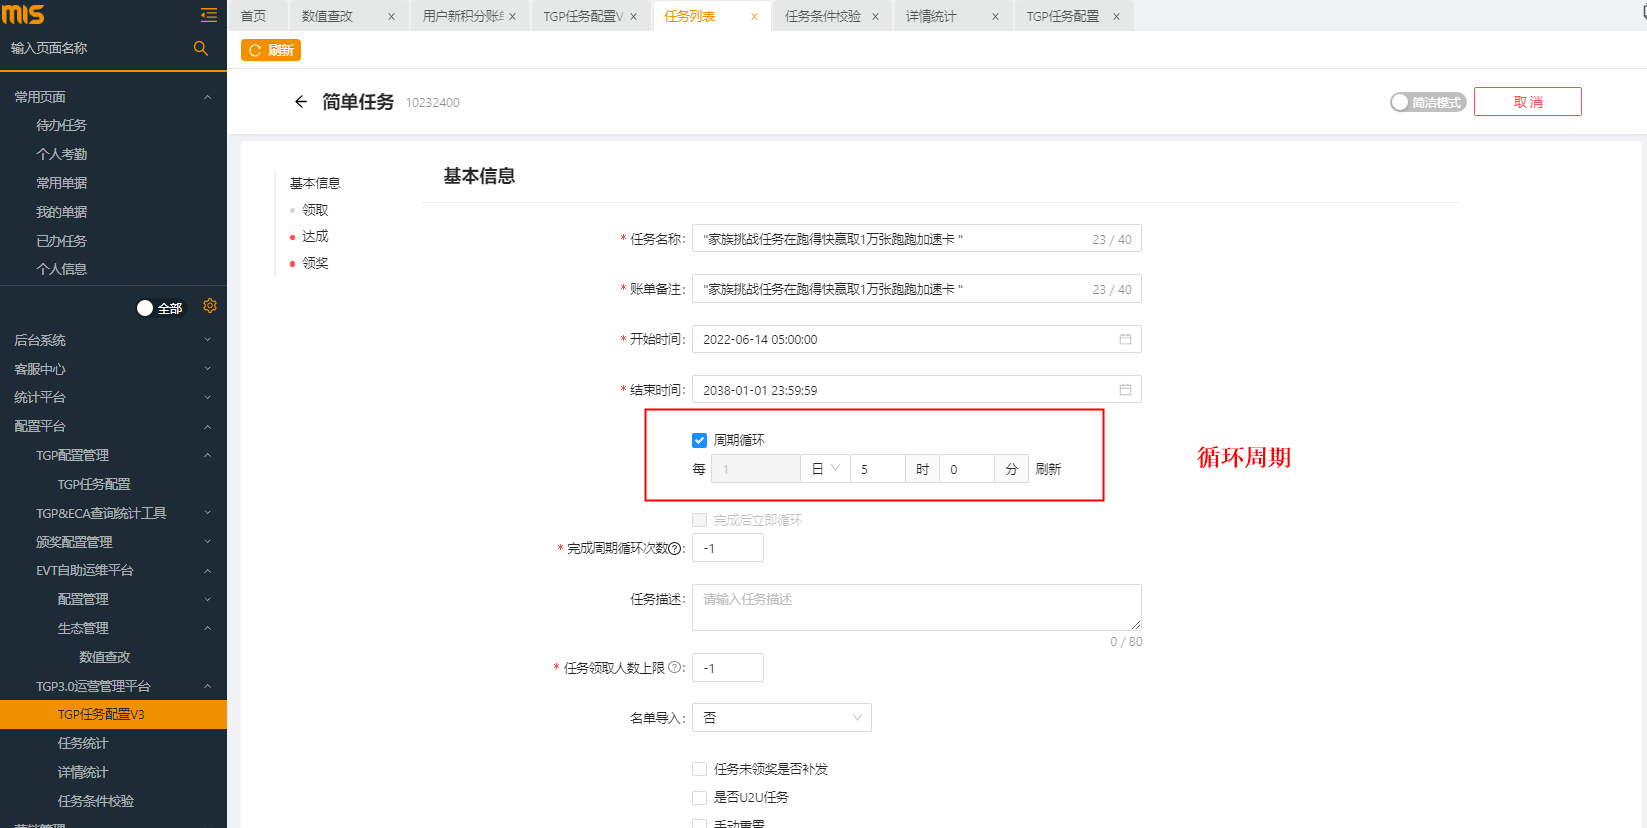 mis
首页
数值查改
用户新积分账
TGP任务配置V
任务列表
任务条件校验
详情统计
TGP任务配置
输入页面名称
刷新
简单任务 10232400
简洁模式
取 消
常用页面
待办任务
个人考勤
常用单据
我的单据
已办任务
个人信息
全部
后台系统
客服中心
统计平台
配置平台
TGP配置管理
TGP任务配置
TGP&ECA查询统计工具
颁奖配置管理
EVT自助运维平台
配置管理
生态管理
数值查改
TGP3.0运营管理平台
TGP任务配置V3
任务统计
详情统计
任务条件校验
营销管理
基本信息
领取
达成
领奖
基本信息
* 任务名称: "家族挑战任务在跑得快赢取1万张跑跑加速卡 " 23 / 40
* 账单备注: "家族挑战任务在跑得快赢取1万张跑跑加速卡 " 23 / 40
* 开始时间: 2022-06-14 05:00:00
* 结束时间: 2038-01-01 23:59:59
周期循环
每 1 日 5 时 0 分 刷新
循环周期
完成后立即循环
* 完成周期循环次数?: -1
任务描述: 请输入任务描述
0 / 80
* 任务领取人数上限?: -1
名单导入: 否
任务未领奖是否补发
是否U2U任务
手动重置